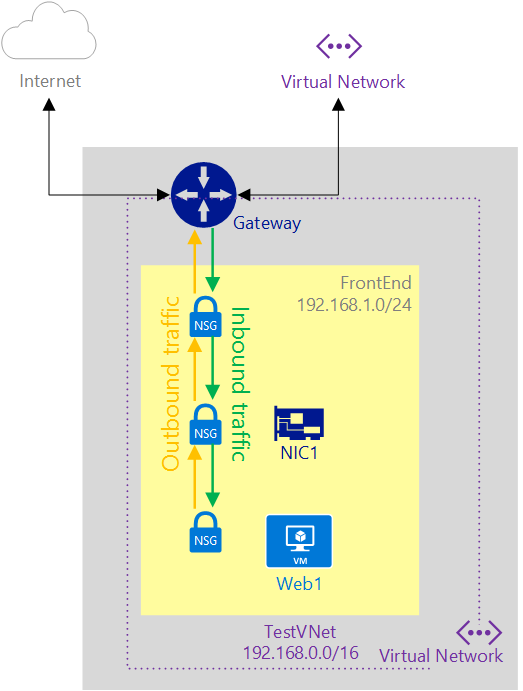 Internet
Virtual Network
Gateway
FrontEnd
192.168.1.0/24
NSG
Outbound traffic
Inbound traffic
NSG
NIC1
NSG
VM
Web1
TestVNet
192.168.0.0/16
Virtual Network